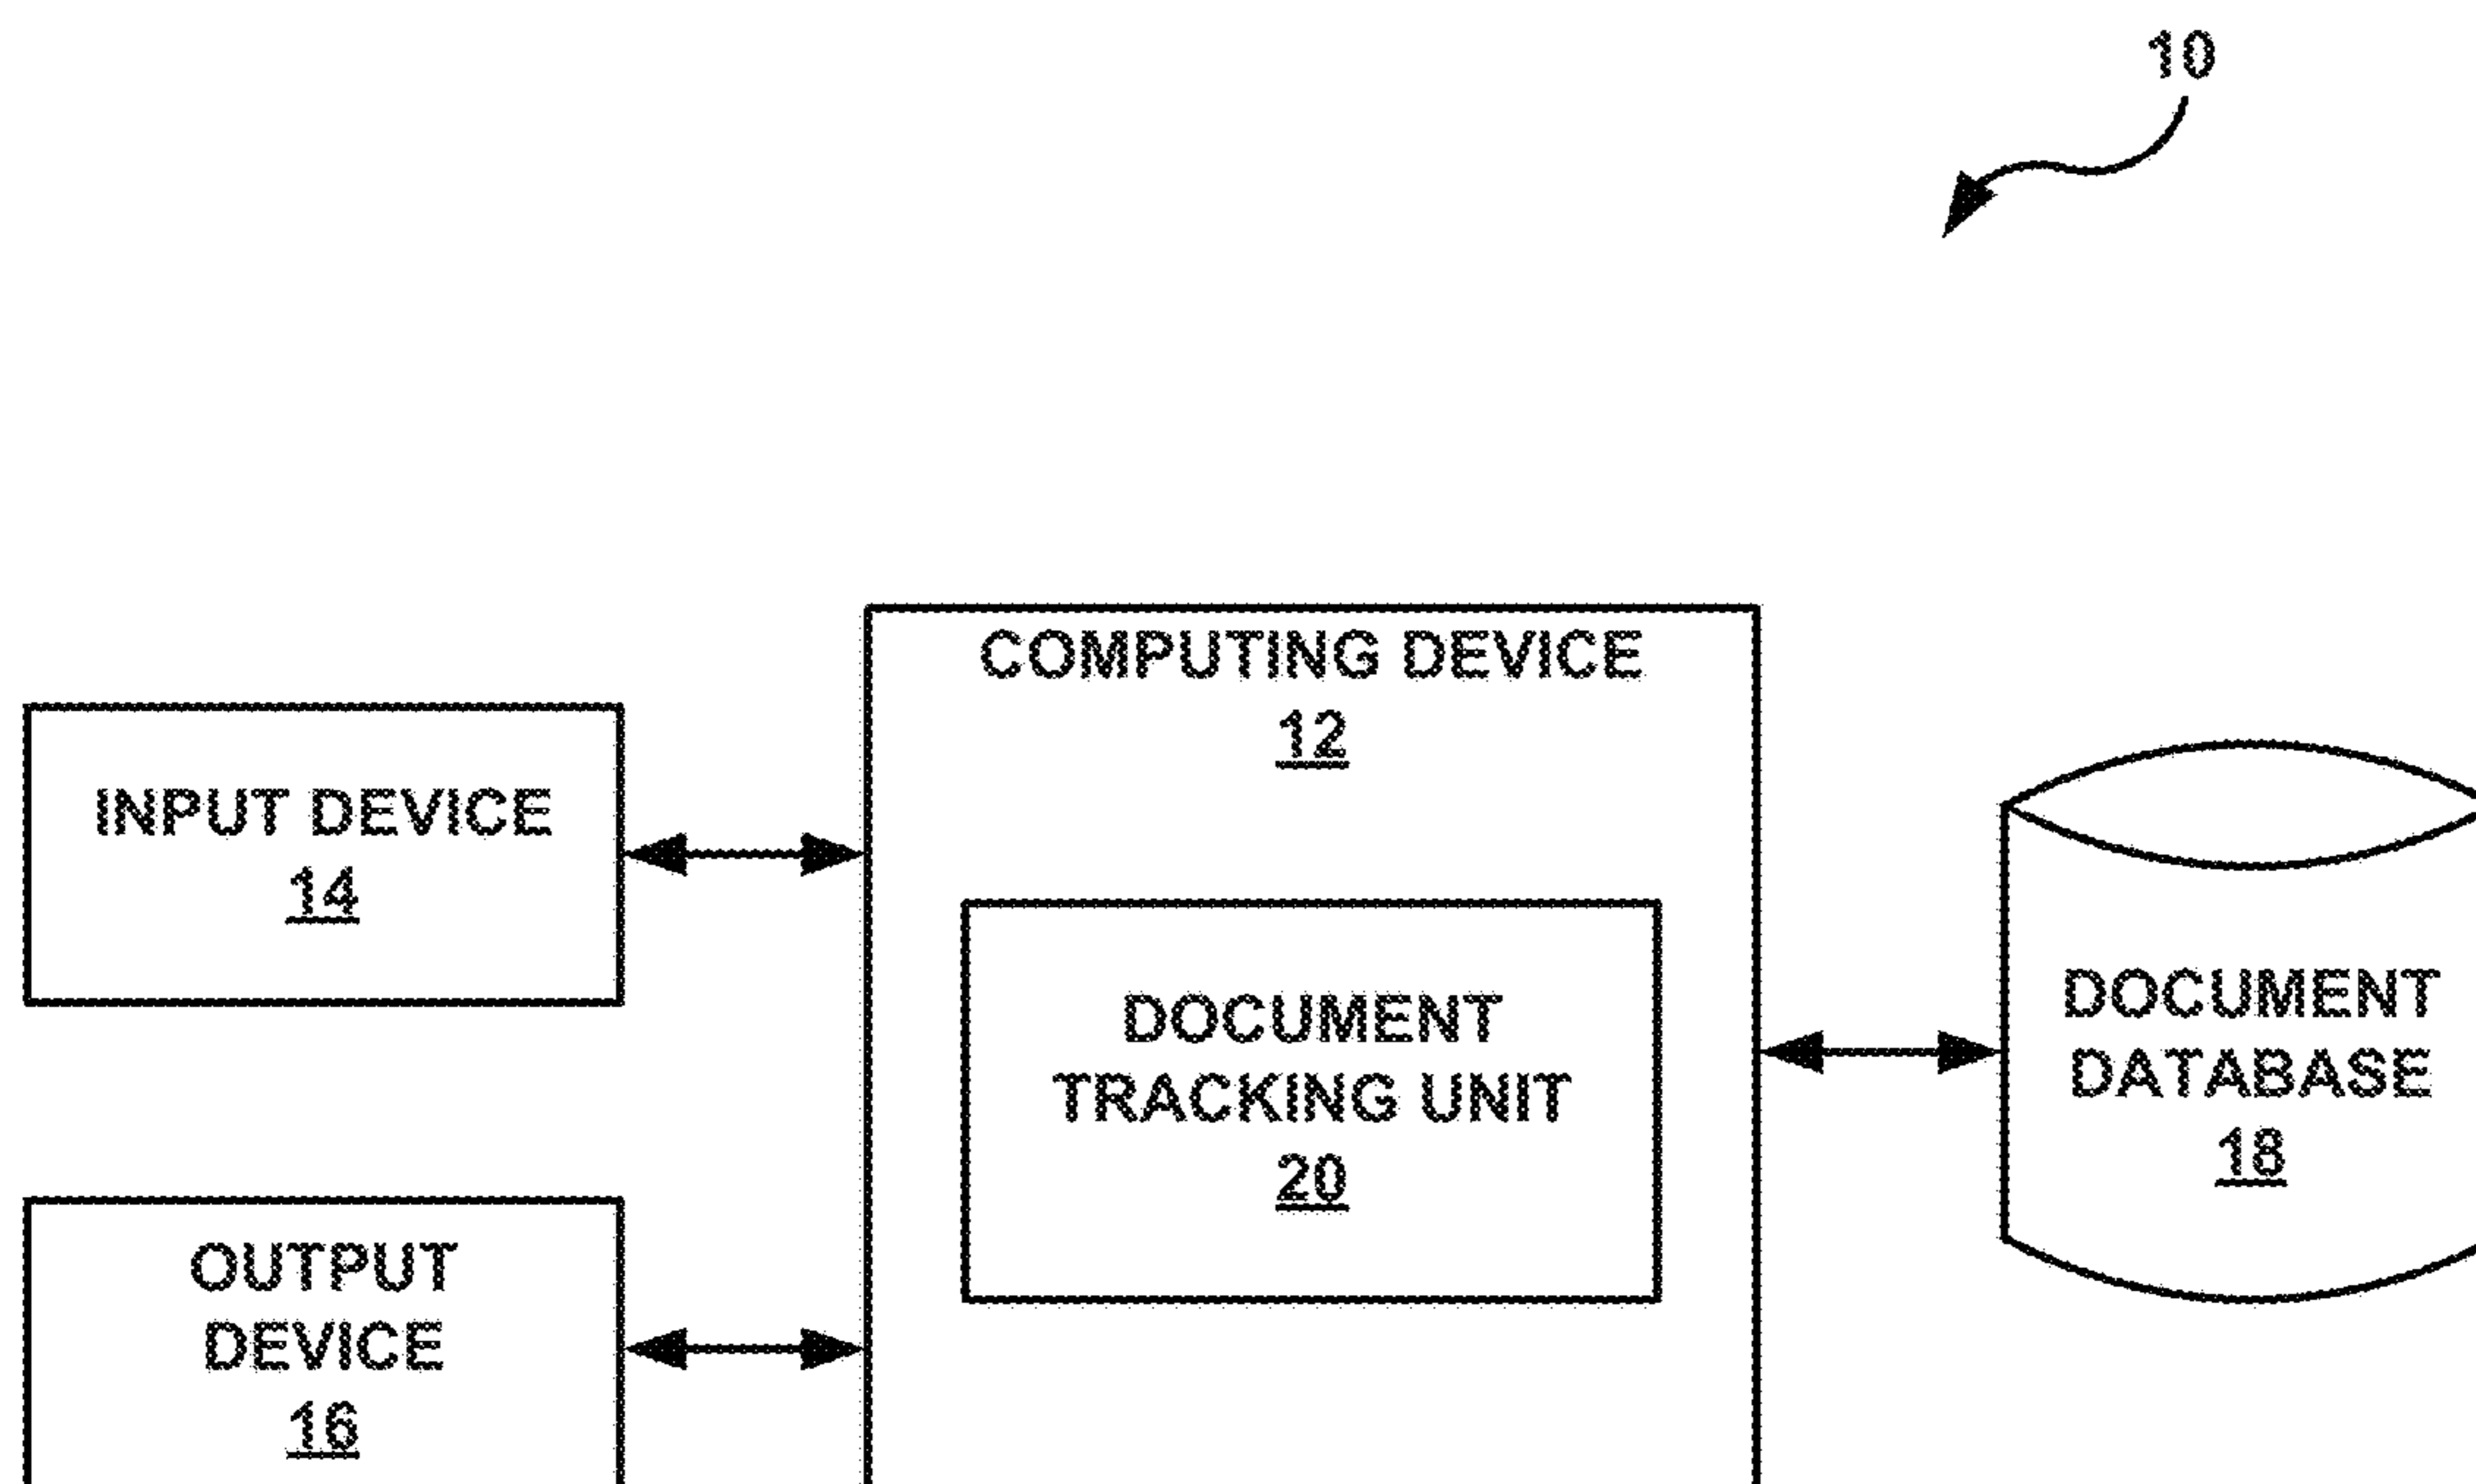 10
COMPUTING DEVICE
12
INPUT DEVICE
14
DOCUMENT
TRACKING UNIT
20
DOCUMENT
DATABASE
18
OUTPUT
DEVICE
16